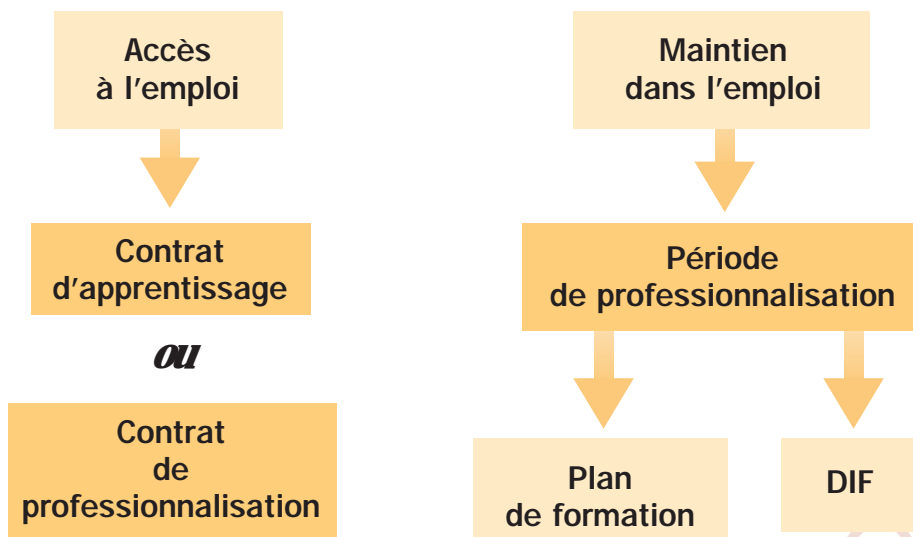 Accès
à l'emploi
Contrat
d'apprentissage
ou
Contrat
de
professionnalisation
Maintien
dans l'emploi
Période
de professionnalisation
Plan
de formation
DIF